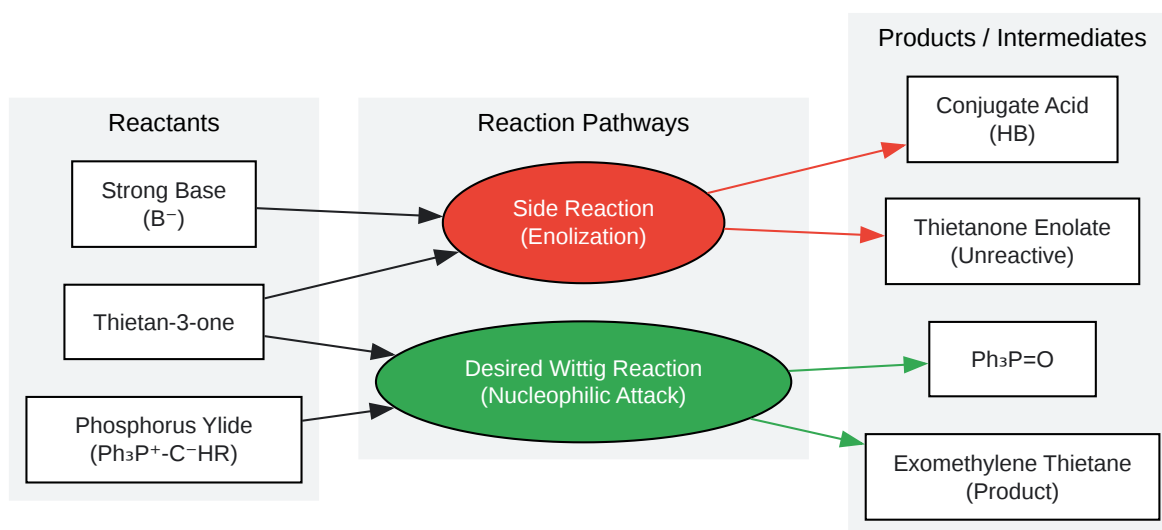 Reactants
Strong Base
(B⁻)
Thietan-3-one
Phosphorus Ylide
(Ph₃P⁺-C⁻HR)
Reaction Pathways
Side Reaction
(Enolization)
Desired Wittig Reaction
(Nucleophilic Attack)
Products / Intermediates
Conjugate Acid
(HB)
Thietanone Enolate
(Unreactive)
Ph₃P=O
Exomethylene Thietane
(Product)